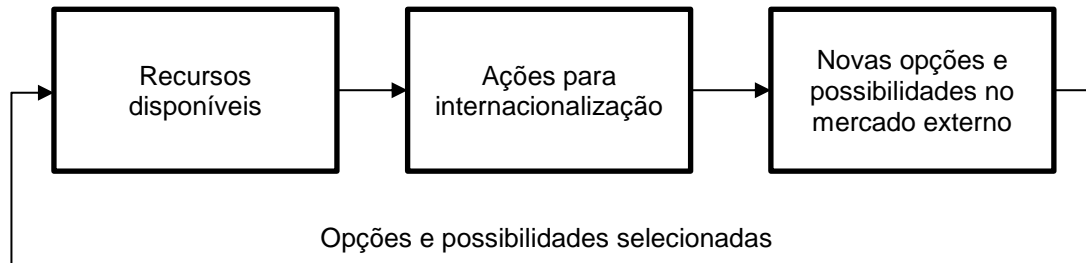 Recursos
disponíveis
Ações para
internacionalização
Novas opções e
possibilidades no
mercado externo
Opções e possibilidades selecionadas